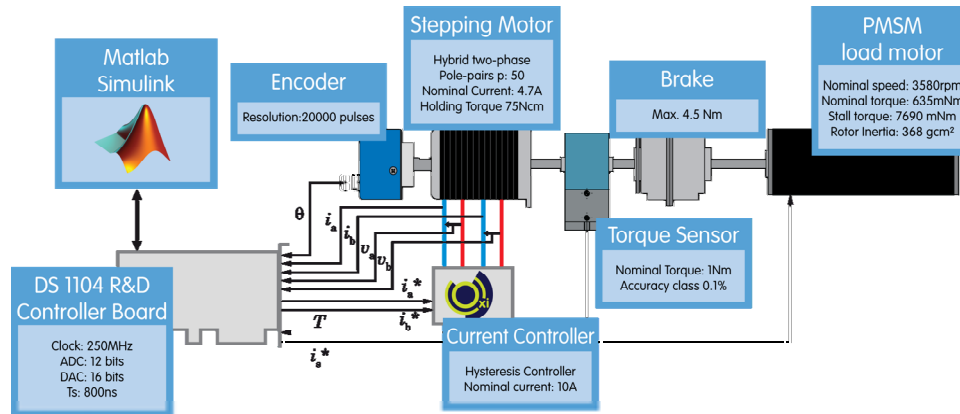 Matlab
Simulink
Encoder
Resolution:20000 pulses
Stepping Motor
Hybrid two-phase
Pole-pairs p: 50
Nominal Current: 4.7A
Holding Torque 75Ncm
Brake
Max. 4.5 Nm
PMSM
load motor
Nominal speed: 3580rpm
Nominal torque: 635mNm
Stall torque: 7690 mNm
Rotor Inertia: 368 gcm²
Torque Sensor
Nominal Torque: 1Nm
Accuracy class 0.1%
θ
i_a
i_b
v_a
v_b
i_a*
T
i_b*
i_s*
xi
DS 1104 R&D
Controller Board
Clock: 250MHz
ADC: 12 bits
DAC: 16 bits
Ts: 800ns
Current Controller
Hysteresis Controller
Nominal current: 10A